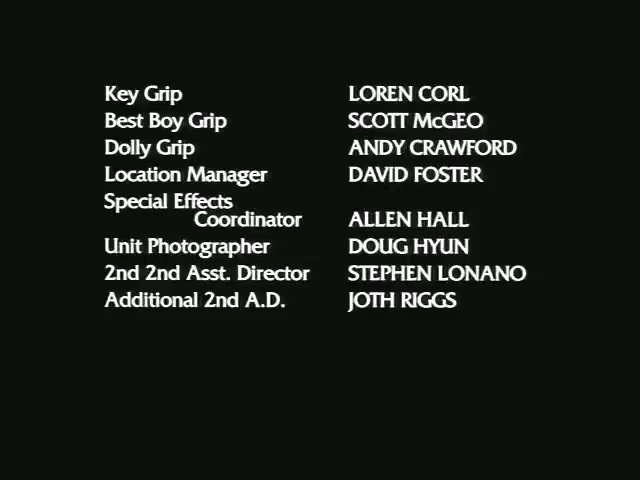 Key Grip LOREN CORL
Best Boy Grip SCOTT McGEO
Dolly Grip ANDY CRAWFORD
Location Manager DAVID FOSTER
Special Effects
Coordinator ALLEN HALL
Unit Photographer DOUG HYUN
2nd 2nd Asst. Director STEPHEN LONANO
Additional 2nd A.D. JOTH RIGGS